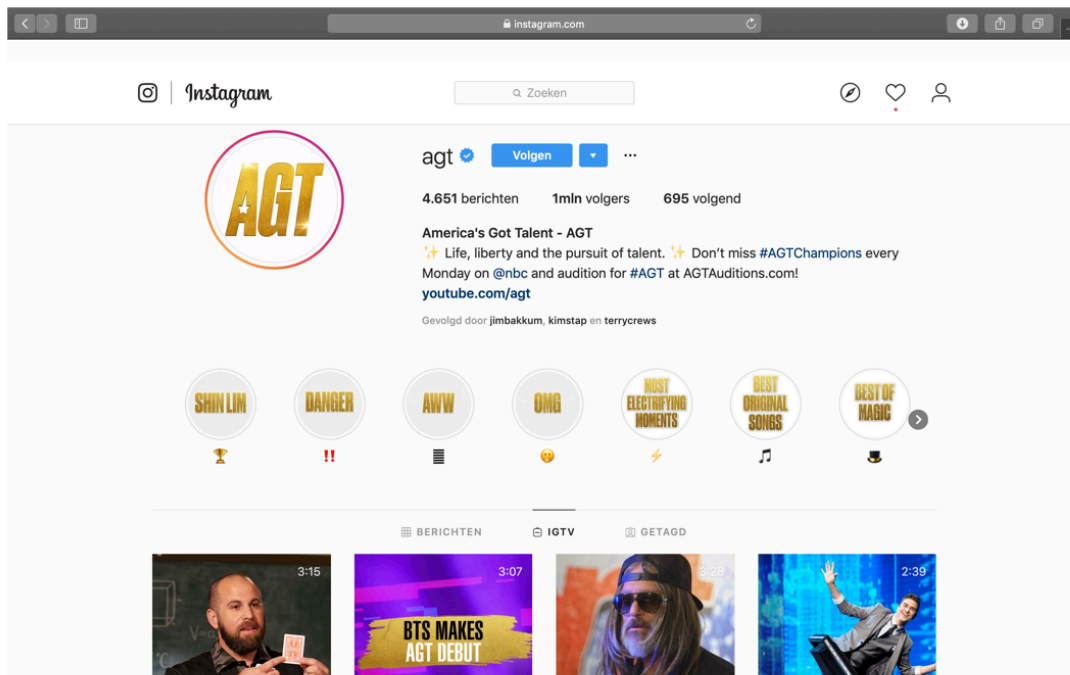 instagram.com
Instagram
Zoeken
AGT
agt
Volgen
4.651 berichten 1mln volgers 695 volgend
America's Got Talent - AGT
✨ Life, liberty and the pursuit of talent. ✨ Don't miss #AGTChampions every
Monday on @nbc and audition for #AGT at AGTAuditions.com!
youtube.com/agt
Gevolgd door jimbakkum, kimstap en terrycrews
SHIN LIM
DANGER
AWW
OMG
MOST
ELECTRIFYING
MOMENTS
BEST
ORIGINAL
SONGS
BEST OF
MAGIC
🏆 ‼️ 🤭 ⚡ 🎵 🎩
BERICHTEN IGTV GETAGD
3:15
3:07
BTS MAKES
AGT DEBUT
3:28
2:39